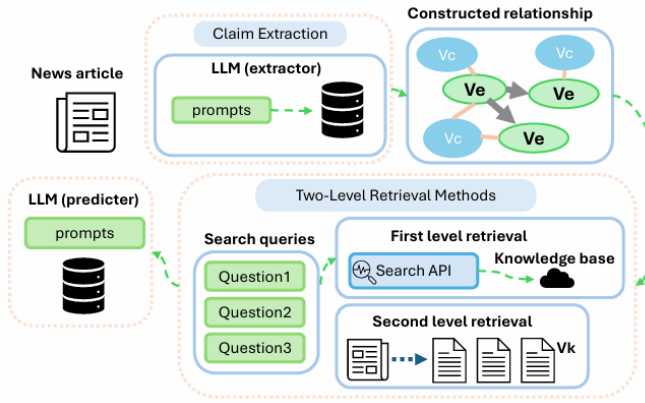 Constructed relationship
Claim Extraction
News article
LLM (extractor)
prompts
Vc
Vc
Ve
Ve
Vc
Ve
LLM (predicter)
prompts
Two-Level Retrieval Methods
Search queries
Question1
Question2
Question3
First level retrieval
Search API
Knowledge base
Second level retrieval
Vk